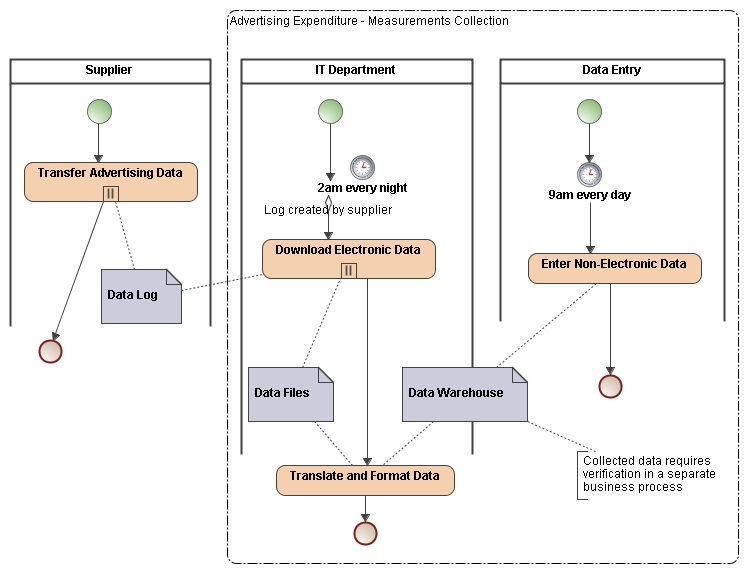 Advertising Expenditure - Measurements Collection
Supplier
IT Department
Data Entry
Transfer Advertising Data
2am every night
9am every day
Log created by supplier
Download Electronic Data
Enter Non-Electronic Data
Data Log
Data Files
Data Warehouse
Collected data requires
verification in a separate
business process
Translate and Format Data